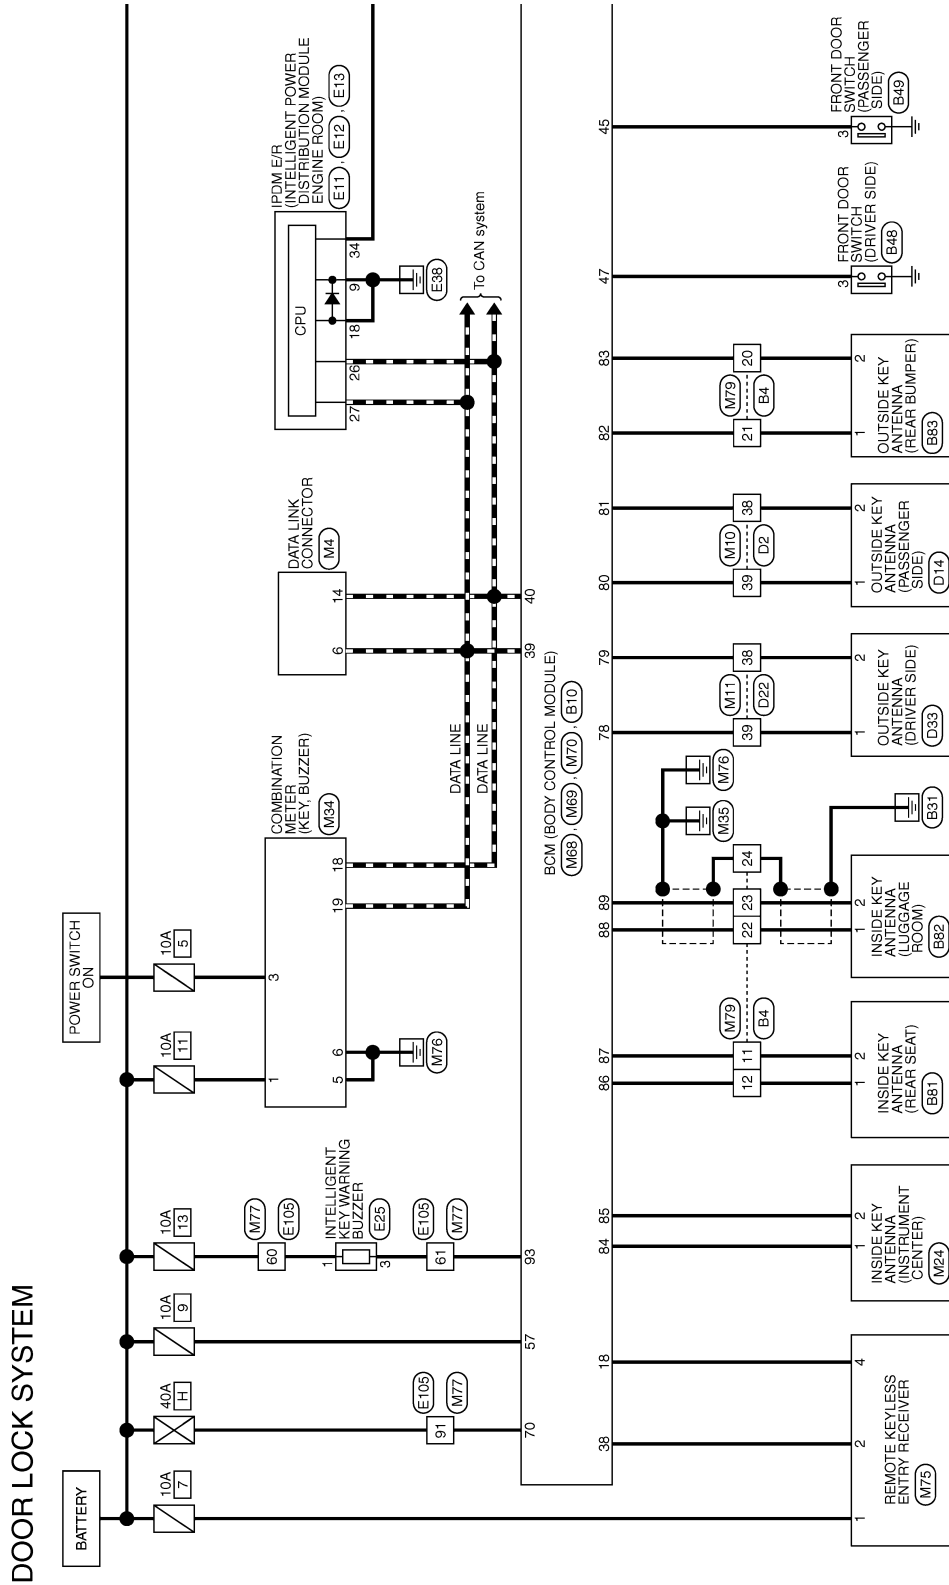 DOOR LOCK SYSTEM
BATTERY
POWER SWITCH
ON
10A
7
40A
H
10A
9
10A
13
10A
11
10A
5
M77
E105
60
1
INTELLIGENT
KEY WARNING
BUZZER
E25
3
E105
M77
61
E105
M77
91
1
3
COMBINATION
METER
(KEY, BUZZER)
M34
5
6
19
18
M76
DATA LINK
CONNECTOR
M4
6
14
DATA LINE
DATA LINE
IPDM E/R
(INTELLIGENT POWER
DISTRIBUTION MODULE
ENGINE ROOM)
E11 , E12 , E13
CPU
27
26
18
9
34
E38
To CAN system
70
57
93
39
40
BCM (BODY CONTROL MODULE)
M68 , M69 , M70 , B10
38
18
84
85
86
87
88
89
78
79
80
81
82
83
47
45
M79
B4
12
11
22
23
24
M35
M76
B31
M11
D22
39
38
M10
D2
39
38
M79
B4
21
20
1
2
4
REMOTE KEYLESS
ENTRY RECEIVER
M75
1
2
INSIDE KEY
ANTENNA
(INSTRUMENT
CENTER)
M24
1
2
INSIDE KEY
ANTENNA
(REAR SEAT)
B81
1
2
INSIDE KEY
ANTENNA
(LUGGAGE
ROOM)
B82
1
2
OUTSIDE KEY
ANTENNA
(DRIVER SIDE)
D33
1
2
OUTSIDE KEY
ANTENNA
(PASSENGER
SIDE)
D14
1
2
OUTSIDE KEY
ANTENNA
(REAR BUMPER)
B83
3
FRONT DOOR
SWITCH
(DRIVER SIDE)
B48
3
FRONT DOOR
SWITCH
(PASSENGER
SIDE)
B49